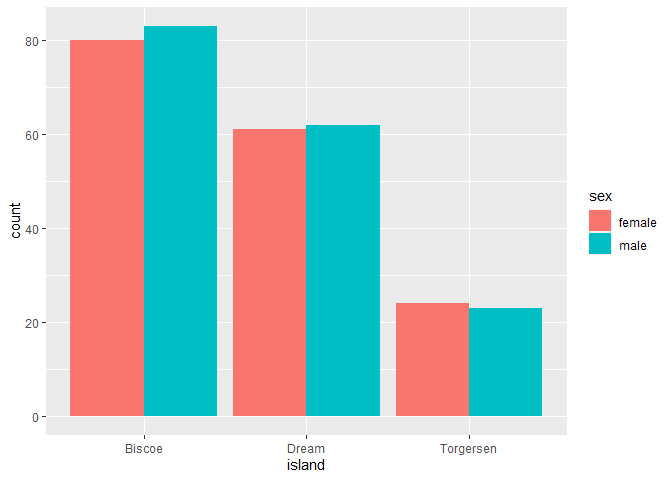 80
60
40
20
0
count
Biscoe
Dream
Torgersen
island
sex
female
male